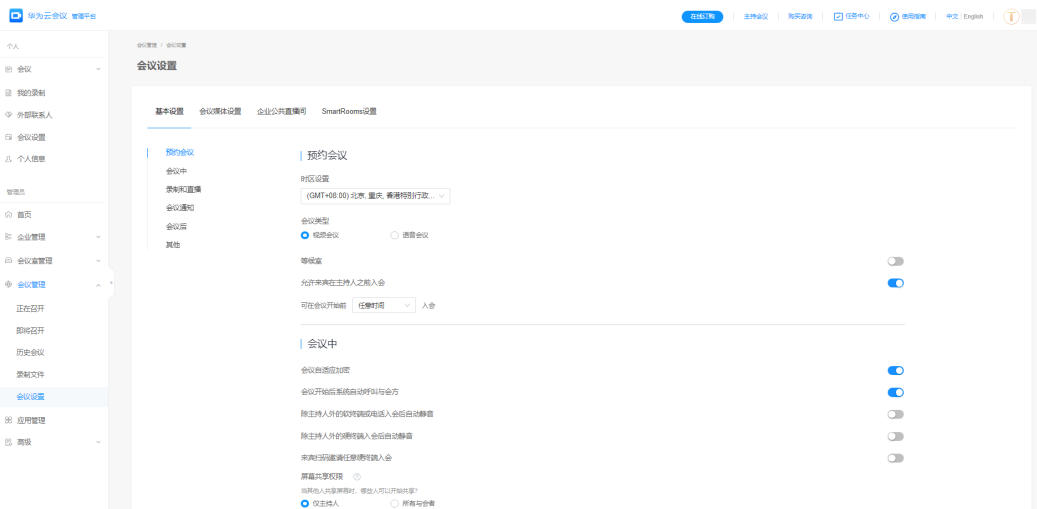 华为云会议 管理平台
在线订购 主持会议 购买咨询 任务中心 使用指南 中文 | English
个人
会议
我的录制
外部联系人
会议设置
个人信息
管理员
首页
企业管理
会议室管理
会议管理
正在召开
即将召开
历史会议
录制文件
会议设置
应用管理
高级
会议管理 / 会议设置
会议设置
基本设置 会议媒体设置 企业公共直播间 SmartRooms设置
预约会议
会议中
录制和直播
会议通知
会议后
其他
预约会议
时区设置
(GMT+08:00) 北京, 重庆, 香港特别行政...
会议类型
视频会议 语音会议
等候室
允许来宾在主持人之前入会
可在会议开始前 任意时间 入会
会议中
会议自适应加密
会议开始后系统自动呼叫与会方
除主持人外的软终端或电话入会后自动静音
除主持人外的硬终端入会后自动静音
来宾扫码邀请任意硬终端入会
屏幕共享权限
当其他人共享屏幕时，哪些人可以开始共享?
仅主持人 所有与会者